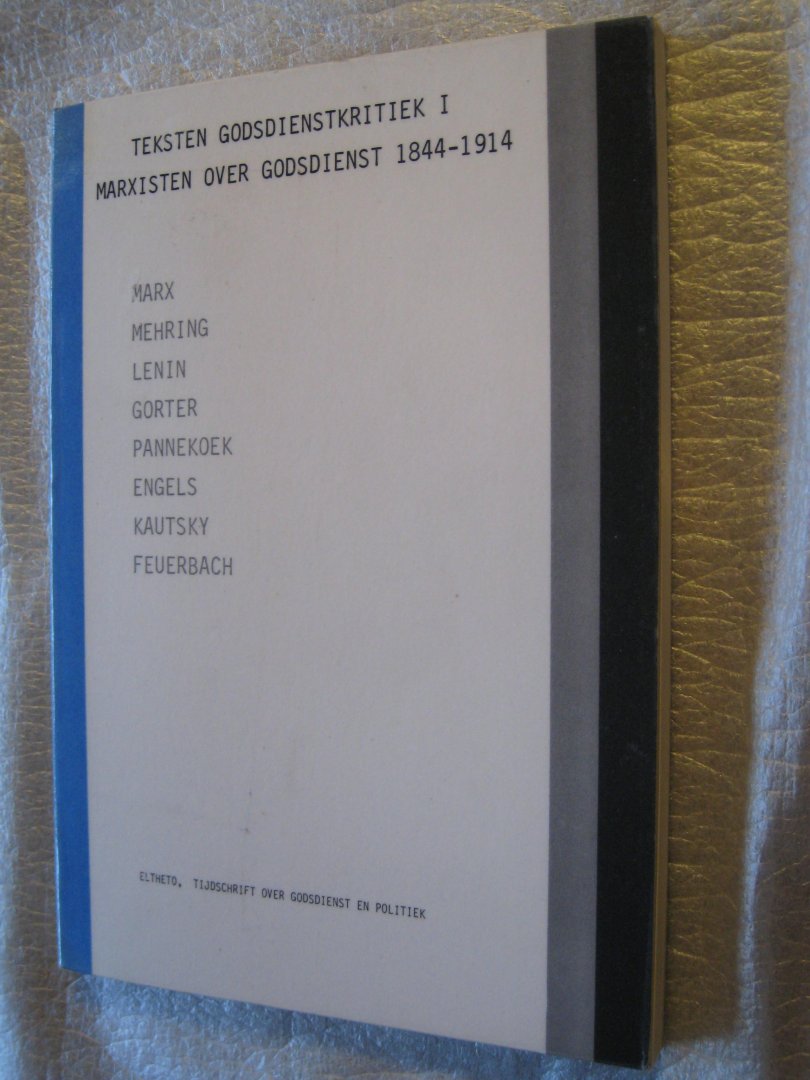 TEKSTEN GODSDIENSTKRITIEK I
MARXISTEN OVER GODSDIENST 1844-1914
MARX
MEHRING
LENIN
GORTER
PANNEKOEK
ENGELS
KAUTSKY
FEUERBACH
ELTHETO, TIJDSCHRIFT OVER GODSDIENST EN POLITIEK